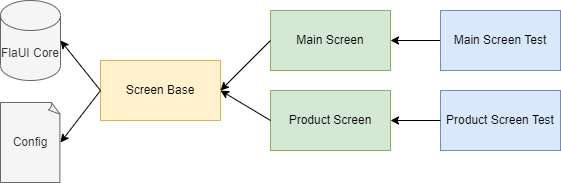 FlaUI Core
Config
Screen Base
Main Screen
Product Screen
Main Screen Test
Product Screen Test